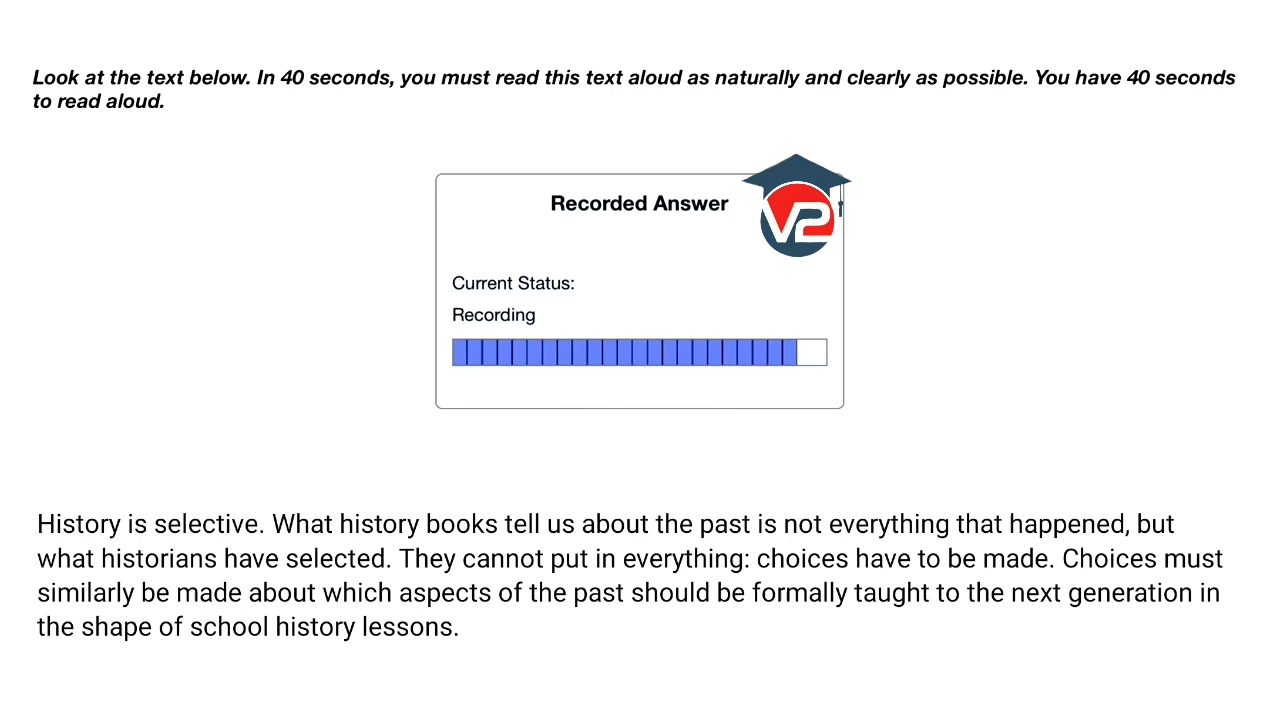 Look at the text below. In 40 seconds, you must read this text aloud as naturally and clearly as possible. You have 40 seconds
to read aloud.
Recorded Answer
V2
Current Status:
Recording
History is selective. What history books tell us about the past is not everything that happened, but
what historians have selected. They cannot put in everything: choices have to be made. Choices must
similarly be made about which aspects of the past should be formally taught to the next generation in
the shape of school history lessons.